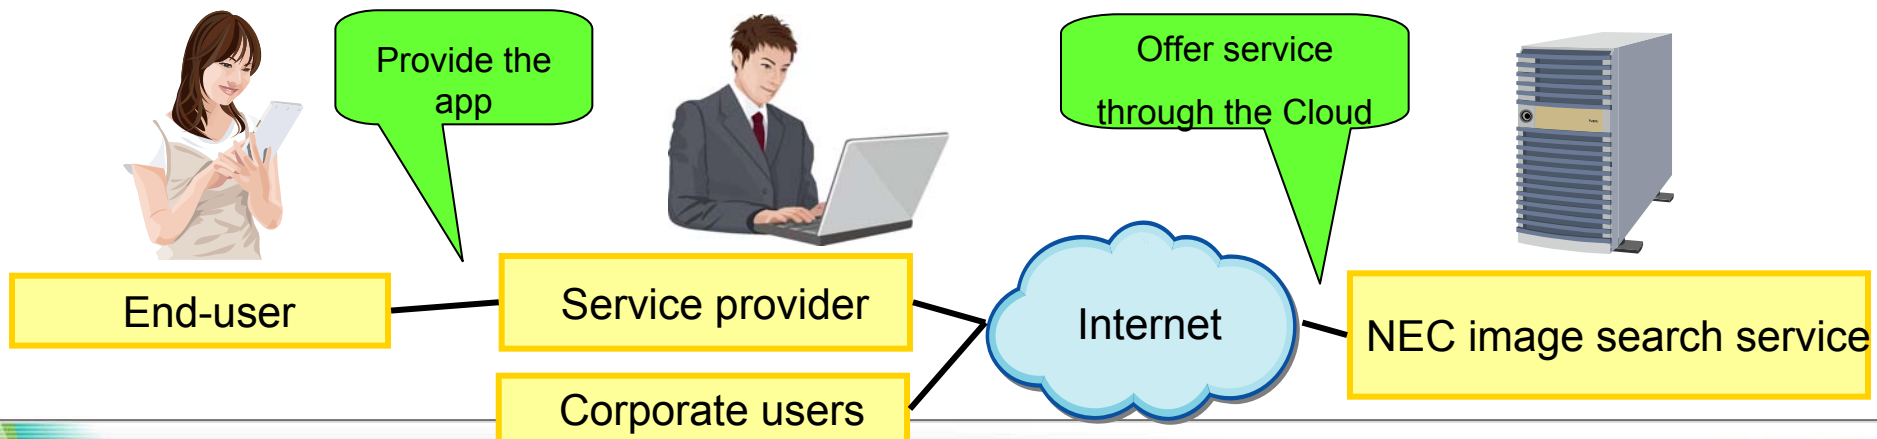 Provide the
app
Offer service
through the Cloud
End-user
Service provider
Internet
NEC image search service
Corporate users